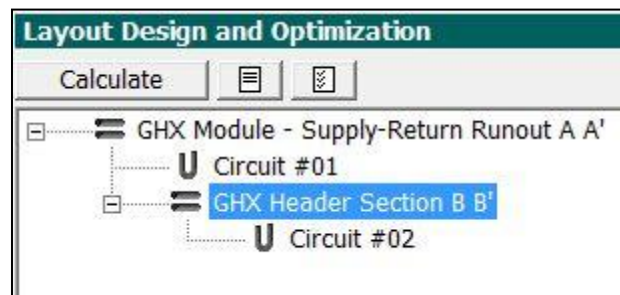 Layout Design and Optimization
Calculate
GHX Module - Supply-Return Runout A A'
Circuit #01
GHX Header Section B B'
Circuit #02